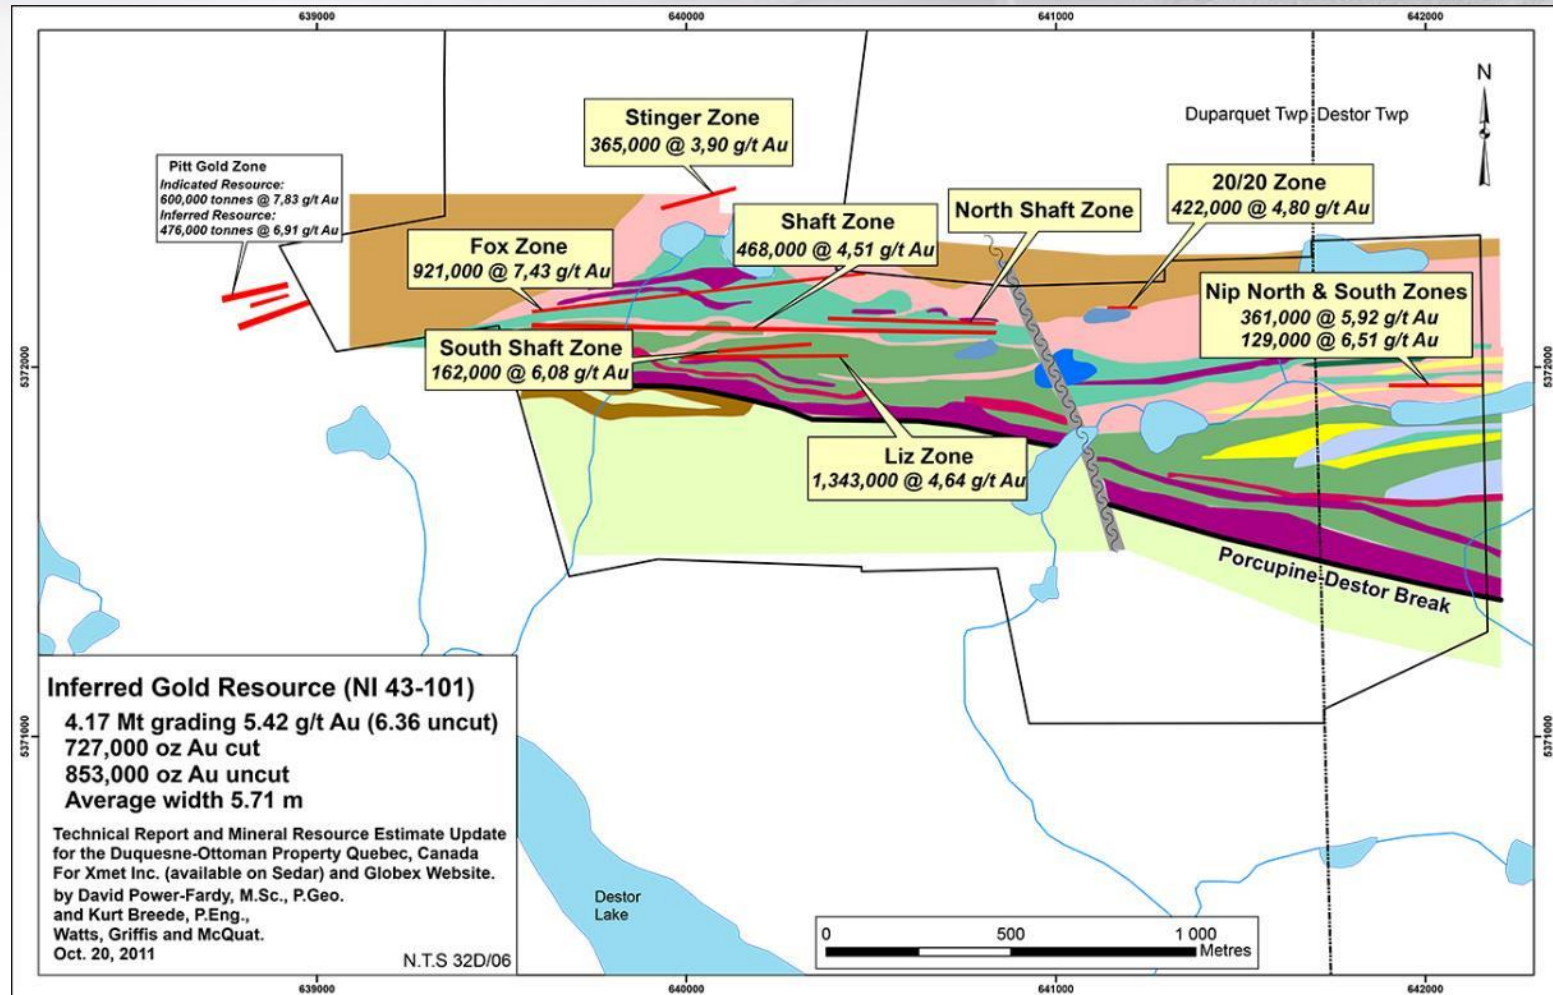 639000
640000
641000
642000
N
Duparquet Twp
Destor Twp
Stinger Zone
365,000 @ 3,90 g/t Au
Pitt Gold Zone
Indicated Resource:
600,000 tonnes @ 7,83 g/t Au
Inferred Resource:
476,000 tonnes @ 6,91 g/t Au
20/20 Zone
422,000 @ 4,80 g/t Au
North Shaft Zone
Shaft Zone
468,000 @ 4,51 g/t Au
Fox Zone
921,000 @ 7,43 g/t Au
Nip North & South Zones
361,000 @ 5,92 g/t Au
129,000 @ 6,51 g/t Au
South Shaft Zone
162,000 @ 6,08 g/t Au
5372000
5372000
Liz Zone
1,343,000 @ 4,64 g/t Au
Porcupine-Destor Break
Inferred Gold Resource (NI 43-101)
4.17 Mt grading 5.42 g/t Au (6.36 uncut)
727,000 oz Au cut
853,000 oz Au uncut
Average width 5.71 m
5371000
5371000
Technical Report and Mineral Resource Estimate Update
for the Duquesne-Ottoman Property Quebec, Canada
For Xmet Inc. (available on Sedar) and Globex Website.
by David Power-Fardy, M.Sc., P.Geo.
and Kurt Breede, P.Eng.,
Watts, Griffis and McQuat.
Oct. 20, 2011
N.T.S 32D/06
Destor
Lake
0
500
1 000
Metres
639000
640000
641000
642000